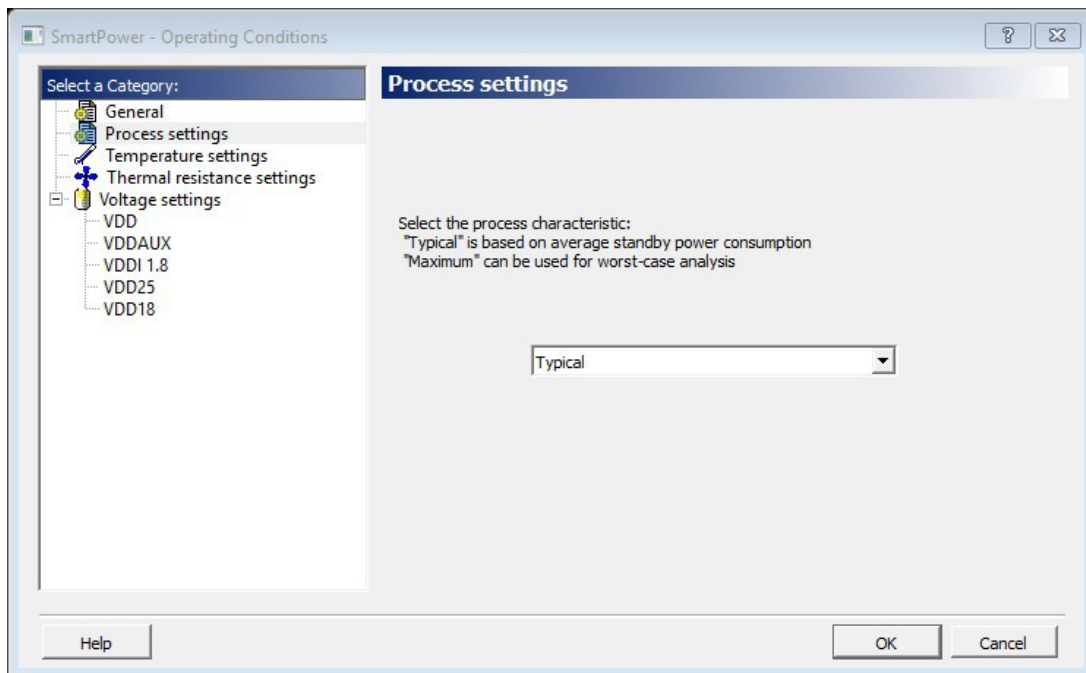 SmartPower - Operating Conditions
Select a Category:
General
Process settings
Temperature settings
Thermal resistance settings
Voltage settings
VDD
VDDAUX
VDDI 1.8
VDD25
VDD18
Process settings
Select the process characteristic:
"Typical" is based on average standby power consumption
"Maximum" can be used for worst-case analysis
Typical
Help
OK
Cancel